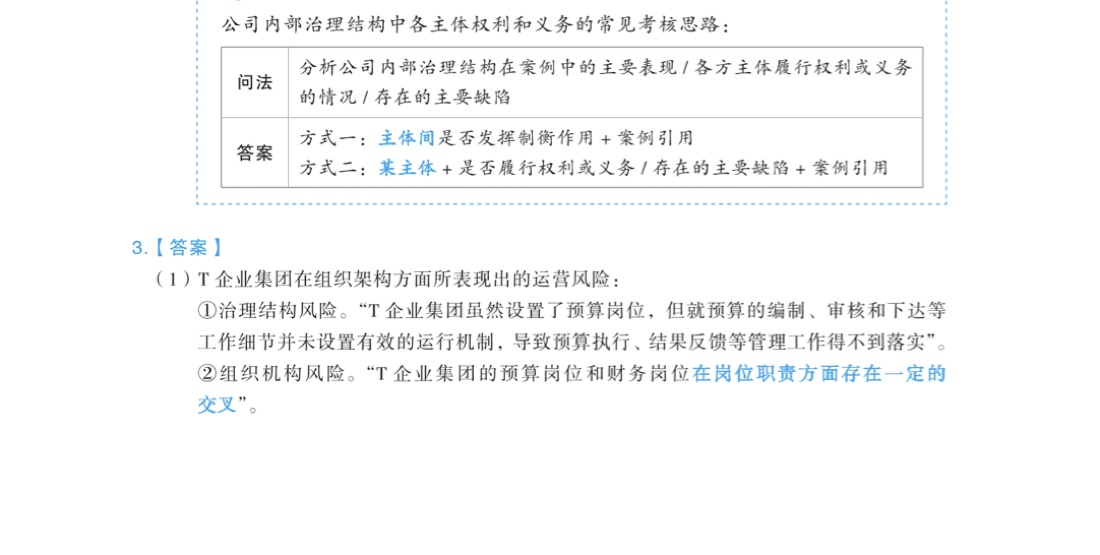 公司内部治理结构中各主体权利和义务的常见考核思路：
问法
分析公司内部治理结构在案例中的主要表现 / 各方主体履行权利或义务
的情况 / 存在的主要缺陷
答案
方式一：主体间是否发挥制衡作用 + 案例引用
方式二：某主体 + 是否履行权利或义务 / 存在的主要缺陷 + 案例引用
3.【答案】
（1）T 企业集团在组织架构方面所表现出的运营风险：
①治理结构风险。“T 企业集团虽然设置了预算岗位，但就预算的编制、审核和下达等
工作细节并未设置有效的运行机制，导致预算执行、结果反馈等管理工作得不到落实”。
②组织机构风险。“T 企业集团的预算岗位和财务岗位在岗位职责方面存在一定的
交叉”。